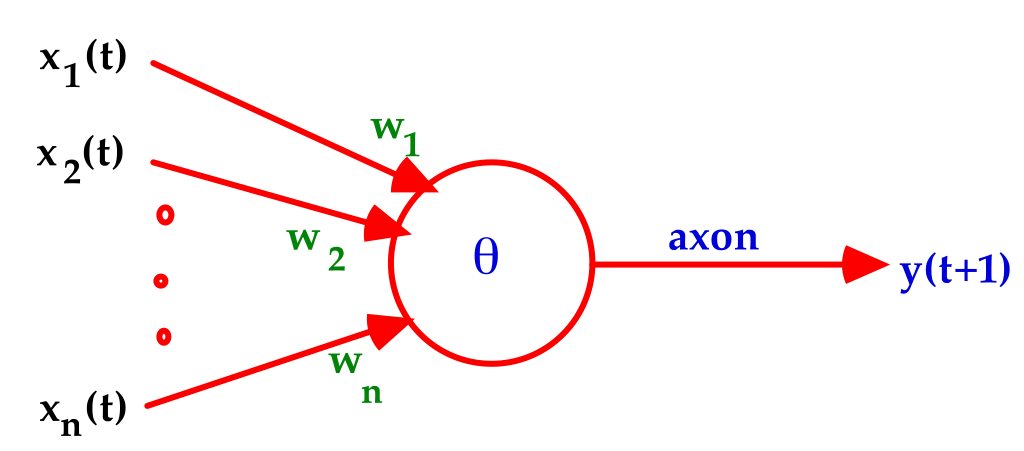 x1(t)
w1
x2(t)
w2
θ
axon
y(t+1)
wn
xn(t)